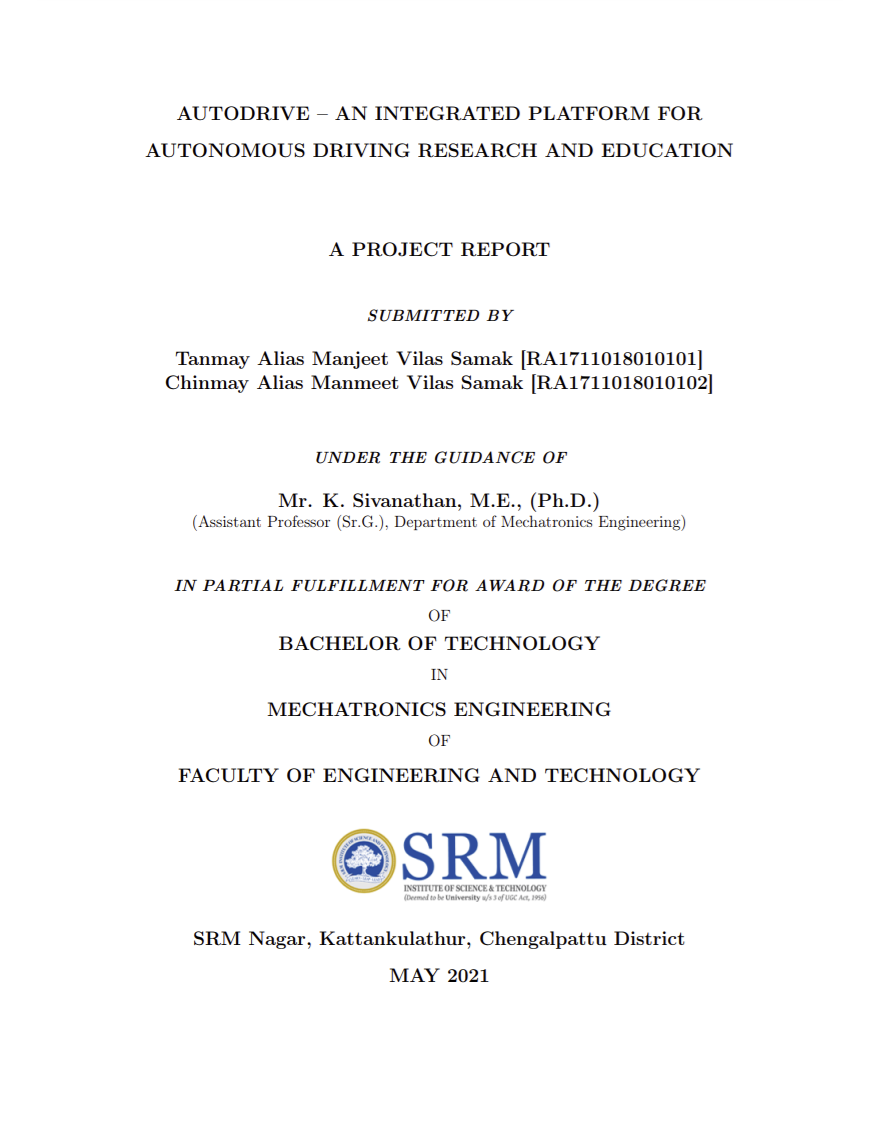 AUTODRIVE – AN INTEGRATED PLATFORM FOR
AUTONOMOUS DRIVING RESEARCH AND EDUCATION
A PROJECT REPORT
SUBMITTED BY
Tanmay Alias Manjeet Vilas Samak [RA1711018010101]
Chinmay Alias Manmeet Vilas Samak [RA1711018010102]
UNDER THE GUIDANCE OF
Mr. K. Sivanathan, M.E., (Ph.D.)
(Assistant Professor (Sr.G.), Department of Mechatronics Engineering)
IN PARTIAL FULFILLMENT FOR AWARD OF THE DEGREE
OF
BACHELOR OF TECHNOLOGY
IN
MECHATRONICS ENGINEERING
OF
FACULTY OF ENGINEERING AND TECHNOLOGY
SRM
INSTITUTE OF SCIENCE & TECHNOLOGY
(Deemed to be University u/s 3 of UGC Act, 1956)
SRM Nagar, Kattankulathur, Chengalpattu District
MAY 2021